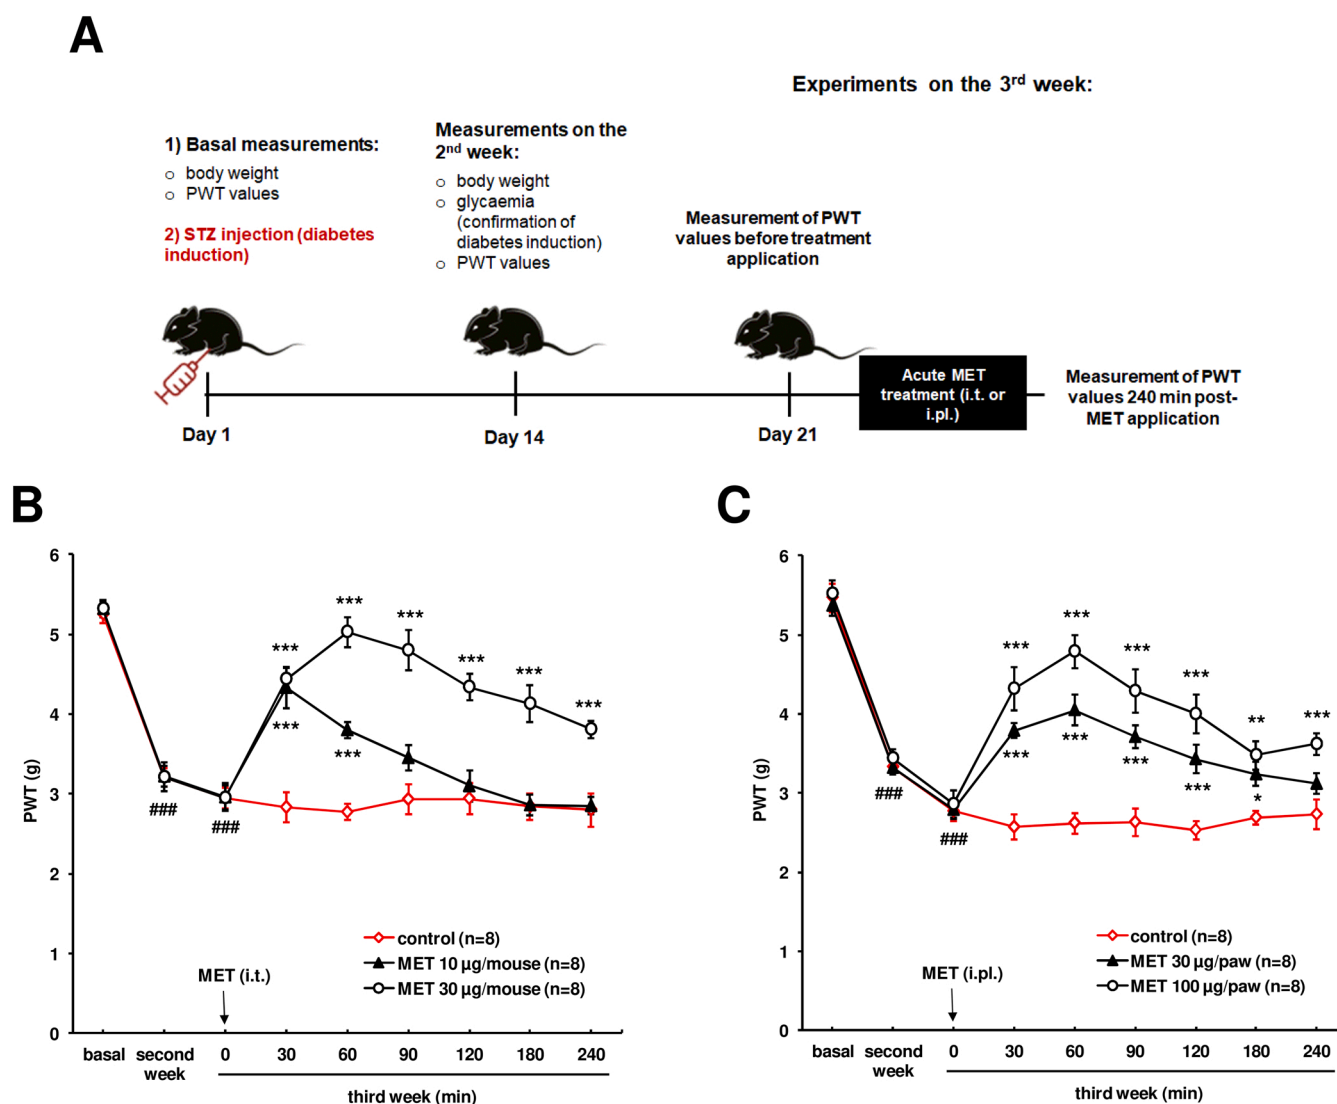 A
Experiments on the 3rd week:
1) Basal measurements:
○ body weight
○ PWT values
2) STZ injection (diabetes
induction)
Measurements on the
2nd week:
○ body weight
○ glycaemia
(confirmation of
diabetes induction)
○ PWT values
Measurement of PWT
values before treatment
application
Acute MET
treatment (i.t. or
i.pl.)
Measurement of PWT
values 240 min post-
MET application
Day 1
Day 14
Day 21
B
6
5
4
3
2
1
0
PWT (g)
###
###
***
***
***
***
***
***
***
***
control (n=8)
MET 10 µg/mouse (n=8)
MET 30 µg/mouse (n=8)
MET (i.t.)
basal second week 0 30 60 90 120 180 240
third week (min)
C
6
5
4
3
2
1
0
PWT (g)
###
###
***
***
***
***
**
***
***
***
***
***
*
control (n=8)
MET 30 µg/paw (n=8)
MET 100 µg/paw (n=8)
MET (i.pl.)
basal second week 0 30 60 90 120 180 240
third week (min)